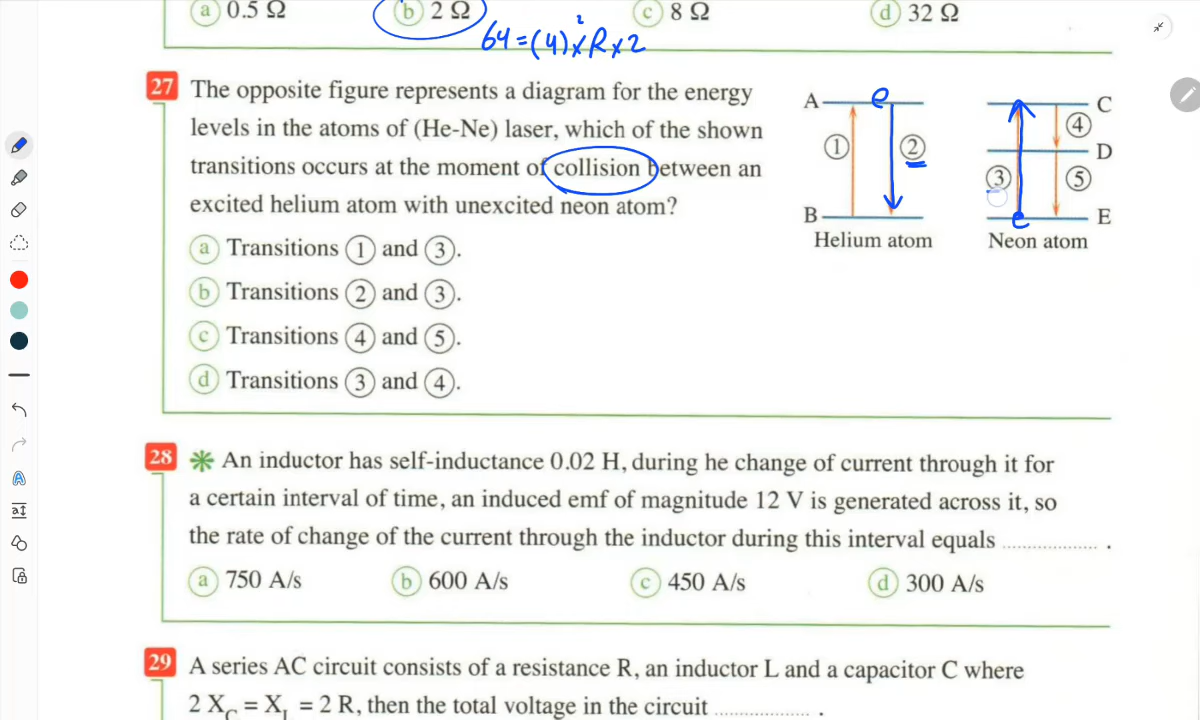 a 0.5 Ω b 2 Ω c 8 Ω d 32 Ω
64=(4)²×R×2
27 The opposite figure represents a diagram for the energy
levels in the atoms of (He-Ne) laser, which of the shown
transitions occurs at the moment of collision between an
excited helium atom with unexcited neon atom?
a Transitions ① and ③.
b Transitions ② and ③.
c Transitions ④ and ⑤.
d Transitions ③ and ④.
A e C
① ② ④
D
③ ⑤
B e E
Helium atom Neon atom
28 * An inductor has self-inductance 0.02 H, during he change of current through it for
a certain interval of time, an induced emf of magnitude 12 V is generated across it, so
the rate of change of the current through the inductor during this interval equals .................... .
a 750 A/s b 600 A/s c 450 A/s d 300 A/s
29 A series AC circuit consists of a resistance R, an inductor L and a capacitor C where
2 X_C = X_L = 2 R, then the total voltage in the circuit .................... .